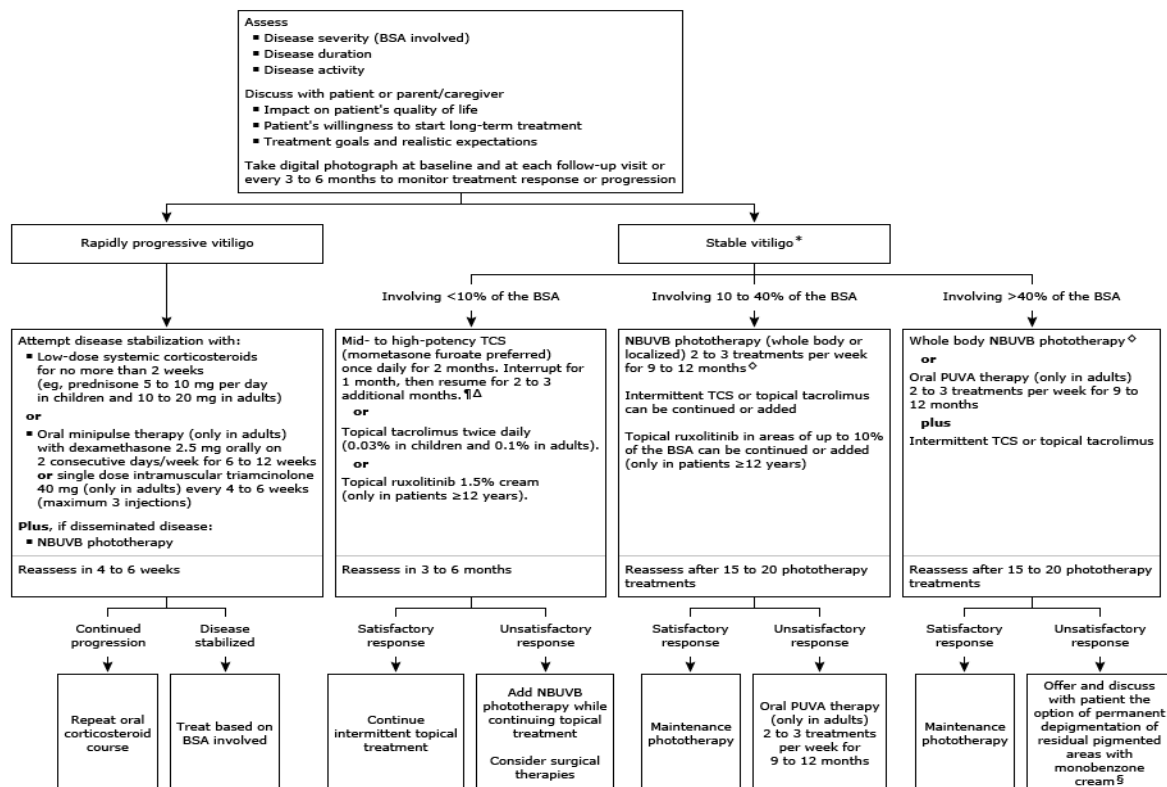 Assess
▪ Disease severity (BSA involved)
▪ Disease duration
▪ Disease activity
Discuss with patient or parent/caregiver
▪ Impact on patient's quality of life
▪ Patient's willingness to start long-term treatment
▪ Treatment goals and realistic expectations
Take digital photograph at baseline and at each follow-up visit or
every 3 to 6 months to monitor treatment response or progression
Rapidly progressive vitiligo
Stable vitiligo*
Involving <10% of the BSA
Involving 10 to 40% of the BSA
Involving >40% of the BSA
Attempt disease stabilization with:
▪ Low-dose systemic corticosteroids
for no more than 2 weeks
(eg, prednisone 5 to 10 mg per day
in children and 10 to 20 mg in adults)
or
▪ Oral minipulse therapy (only in adults)
with dexamethasone 2.5 mg orally on
2 consecutive days/week for 6 to 12 weeks
or single dose intramuscular triamcinolone
40 mg (only in adults) every 4 to 6 weeks
(maximum 3 injections)
Plus, if disseminated disease:
▪ NBUVB phototherapy
Reassess in 4 to 6 weeks
Mid- to high-potency TCS
(mometasone furoate preferred)
once daily for 2 months. Interrupt for
1 month, then resume for 2 to 3
additional months.¶Δ
or
Topical tacrolimus twice daily
(0.03% in children and 0.1% in adults).
or
Topical ruxolitinib 1.5% cream
(only in patients ≥12 years).
Reassess in 3 to 6 months
NBUVB phototherapy (whole body or
localized) 2 to 3 treatments per week
for 9 to 12 months◇
Intermittent TCS or topical tacrolimus
can be continued or added
Topical ruxolitinib in areas of up to 10%
of the BSA can be continued or added
(only in patients ≥12 years)
Reassess after 15 to 20 phototherapy
treatments
Whole body NBUVB phototherapy◇
or
Oral PUVA therapy (only in adults)
2 to 3 treatments per week for 9 to
12 months
plus
Intermittent TCS or topical tacrolimus
Reassess after 15 to 20 phototherapy
treatments
Continued
progression
Disease
stabilized
Satisfactory
response
Unsatisfactory
response
Satisfactory
response
Unsatisfactory
response
Satisfactory
response
Unsatisfactory
response
Repeat oral
corticosteroid
course
Treat based on
BSA involved
Continue
intermittent topical
treatment
Add NBUVB
phototherapy while
continuing topical
treatment
Consider surgical
therapies
Maintenance
phototherapy
Oral PUVA therapy
(only in adults)
2 to 3 treatments
per week for
9 to 12 months
Maintenance
phototherapy
Offer and discuss
with patient the
option of permanent
depigmentation of
residual pigmented
areas with
monobenzone
cream§